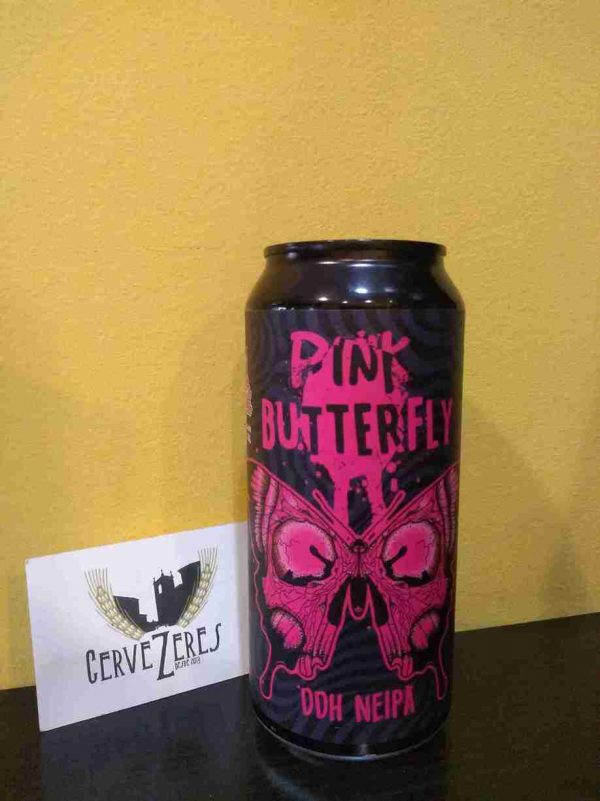 PINK
BUTTERFLY
DDH NEIPA
CERVEZERES